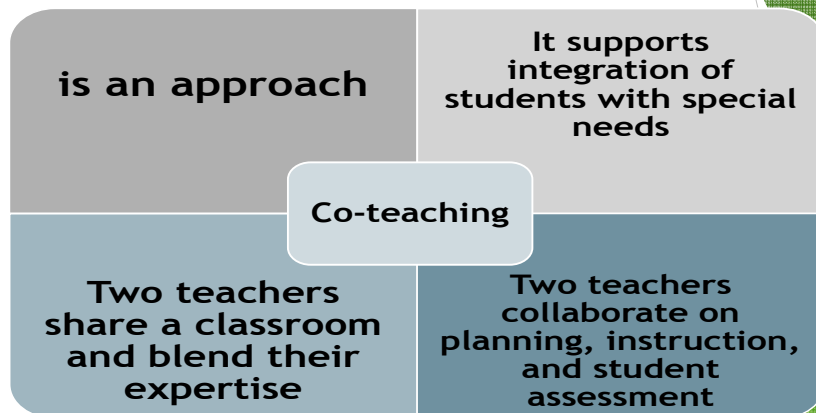 is an approach
It supports
integration of
students with special
needs
Co-teaching
Two teachers
share a classroom
and blend their
expertise
Two teachers
collaborate on
planning, instruction,
and student
assessment